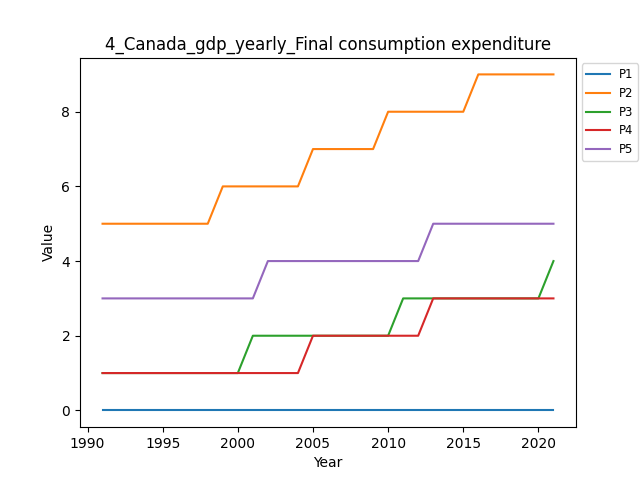 4_Canada_gdp_yearly_Final consumption expenditure
P1
P2
P3
P4
P5
Value
8
6
4
2
0
1990 1995 2000 2005 2010 2015 2020
Year